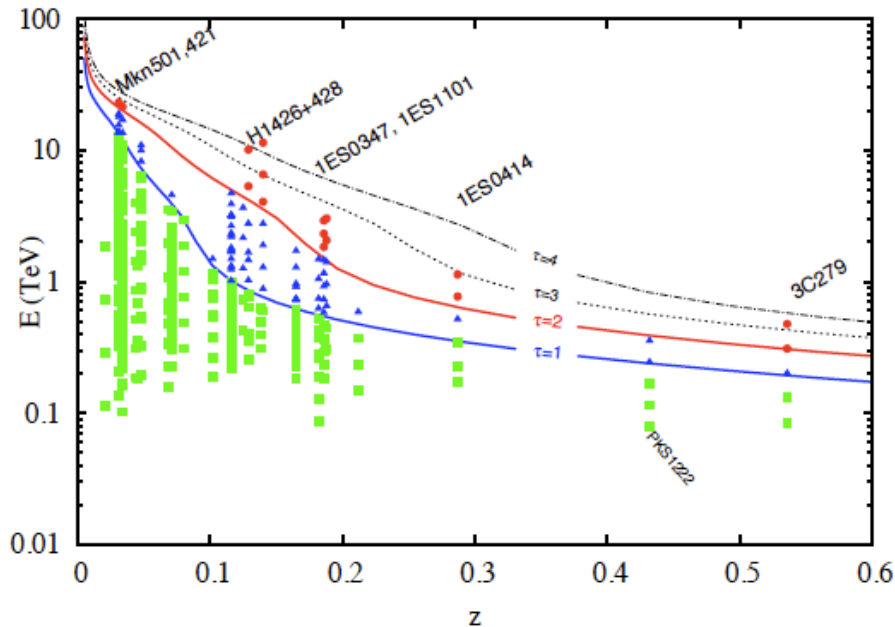 100
10
1
0.1
0.01
E (TeV)
Mkn501,421
H1426+428
1ES0347, 1ES1101
1ES0414
3C279
PKS1222
τ=4
τ=3
τ=2
τ=1
0
0.1
0.2
0.3
0.4
0.5
0.6
z